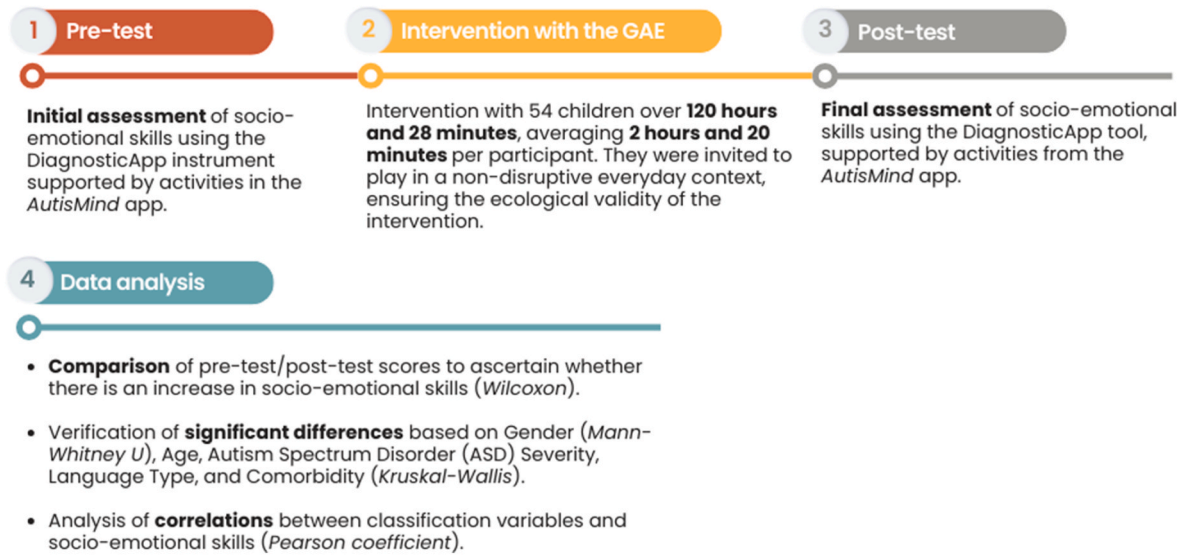 1 Pre-test
Initial assessment of socio-
emotional skills using the
DiagnosticApp instrument
supported by activities in the
AutisMind app.
2 Intervention with the GAE
Intervention with 54 children over 120 hours
and 28 minutes, averaging 2 hours and 20
minutes per participant. They were invited to
play in a non-disruptive everyday context,
ensuring the ecological validity of the
intervention.
3 Post-test
Final assessment of socio-emotional
skills using the DiagnosticApp tool,
supported by activities from the
AutisMind app.
4 Data analysis
• Comparison of pre-test/post-test scores to ascertain whether
there is an increase in socio-emotional skills (Wilcoxon).
• Verification of significant differences based on Gender (Mann-
Whitney U), Age, Autism Spectrum Disorder (ASD) Severity,
Language Type, and Comorbidity (Kruskal-Wallis).
• Analysis of correlations between classification variables and
socio-emotional skills (Pearson coefficient).